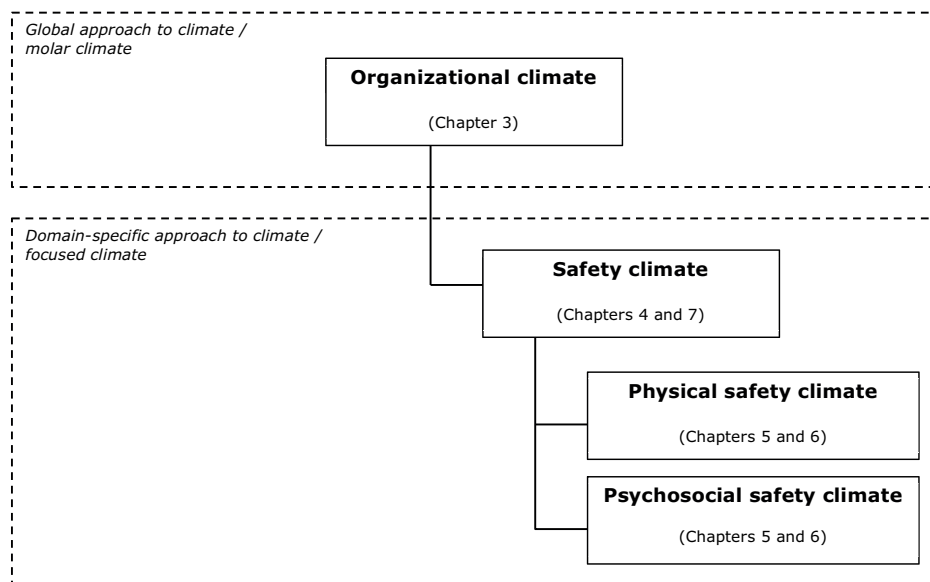 Global approach to climate /
molar climate
Organizational climate
(Chapter 3)
Domain-specific approach to climate /
focused climate
Safety climate
(Chapters 4 and 7)
Physical safety climate
(Chapters 5 and 6)
Psychosocial safety climate
(Chapters 5 and 6)